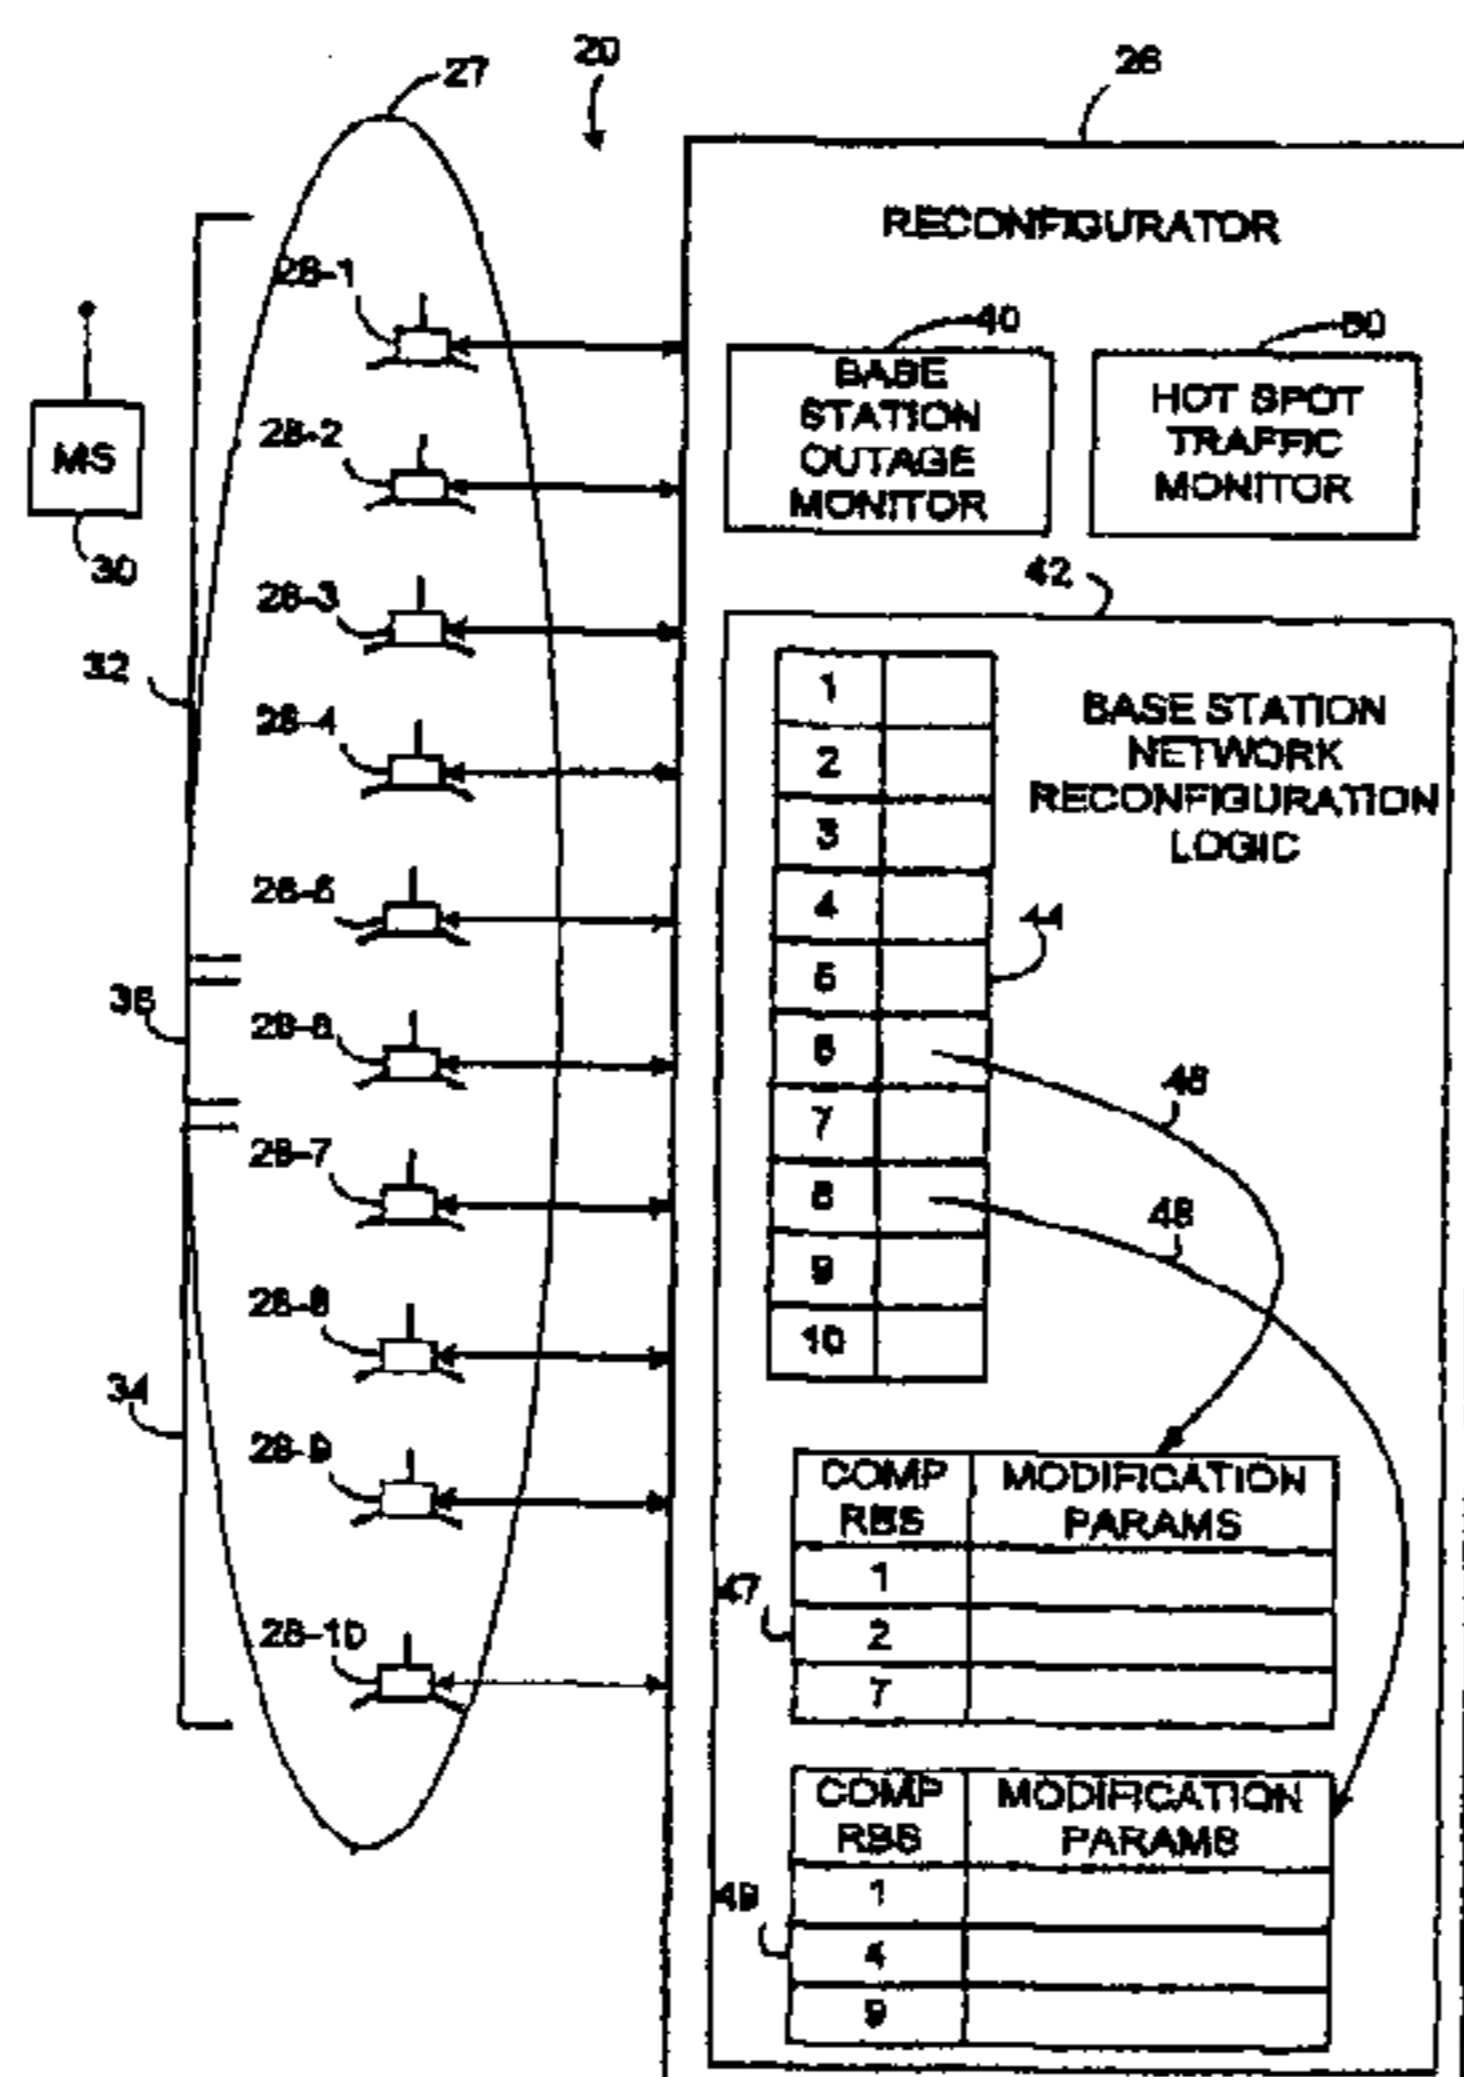 27
20
26
RECONFIGURATOR
28-1
40
50
BASE
STATION
OUTAGE
MONITOR
HOT SPOT
TRAFFIC
MONITOR
MS
30
28-2
28-3
42
32
28-4
1
2
3
4
5
6
7
8
9
10
BASE STATION
NETWORK
RECONFIGURATION
LOGIC
44
28-5
36
28-6
46
28-7
48
28-8
34
28-9
28-10
COMP
RBS
MODIFICATION
PARAMS
47
1
2
7
COMP
RBS
MODIFICATION
PARAMS
49
1
4
9